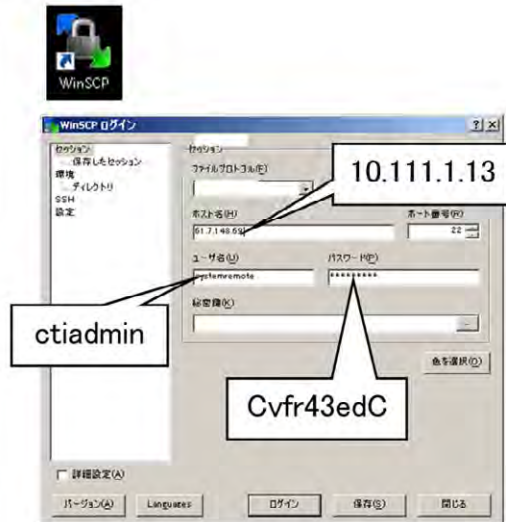 WinSCP
WinSCP ログイン
セッション
保存したセッション
環境
ディレクトリ
SSH
設定
セッション
ファイルプロトコル(F)
10.111.1.13
ホスト名(H)
ポート番号(R)
61.7.148.69
22
ユーザ名(U)
パスワード(P)
systemremote
*********
秘密鍵(K)
...
ctiadmin
Cvfr43edC
色を選択(O)
詳細設定(A)
バージョン(A)
Languages
ログイン
保存(S)
閉じる